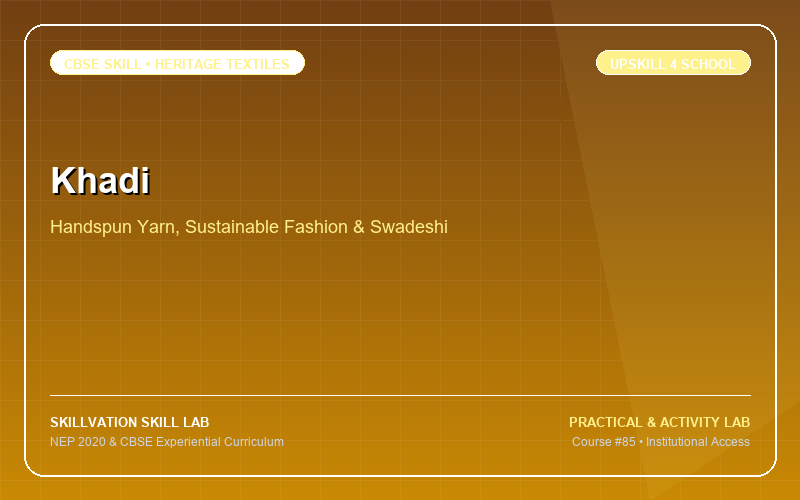 CBSE SKILL • HERITAGE TEXTILES
UPSKILL 4 SCHOOL
Khadi
Handspun Yarn, Sustainable Fashion & Swadeshi
SKILLVATION SKILL LAB
PRACTICAL & ACTIVITY LAB
NEP 2020 & CBSE Experiential Curriculum
Course #85 • Institutional Access